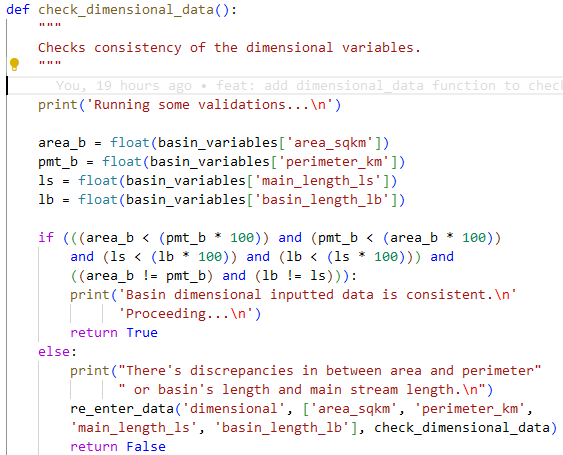 def check_dimensional_data():
    """
    Checks consistency of the dimensional variables.
    """
        You, 19 hours ago • feat: add dimensional_data function to chec
    print('Running some validations...\n')

    area_b = float(basin_variables['area_sqkm'])
    pmt_b = float(basin_variables['perimeter_km'])
    ls = float(basin_variables['main_length_ls'])
    lb = float(basin_variables['basin_length_lb'])

    if (((area_b < (pmt_b * 100)) and (pmt_b < (area_b * 100))
        and (ls < (lb * 100)) and (lb < (ls * 100))) and
        ((area_b != pmt_b) and (lb != ls))):
        print('Basin dimensional inputted data is consistent.\n'
              'Proceeding...\n')
        return True
    else:
        print("There's discrepancies in between area and perimeter"
              " or basin's length and main stream length.\n")
        re_enter_data('dimensional', ['area_sqkm', 'perimeter_km',
        'main_length_ls', 'basin_length_lb'], check_dimensional_data)
        return False